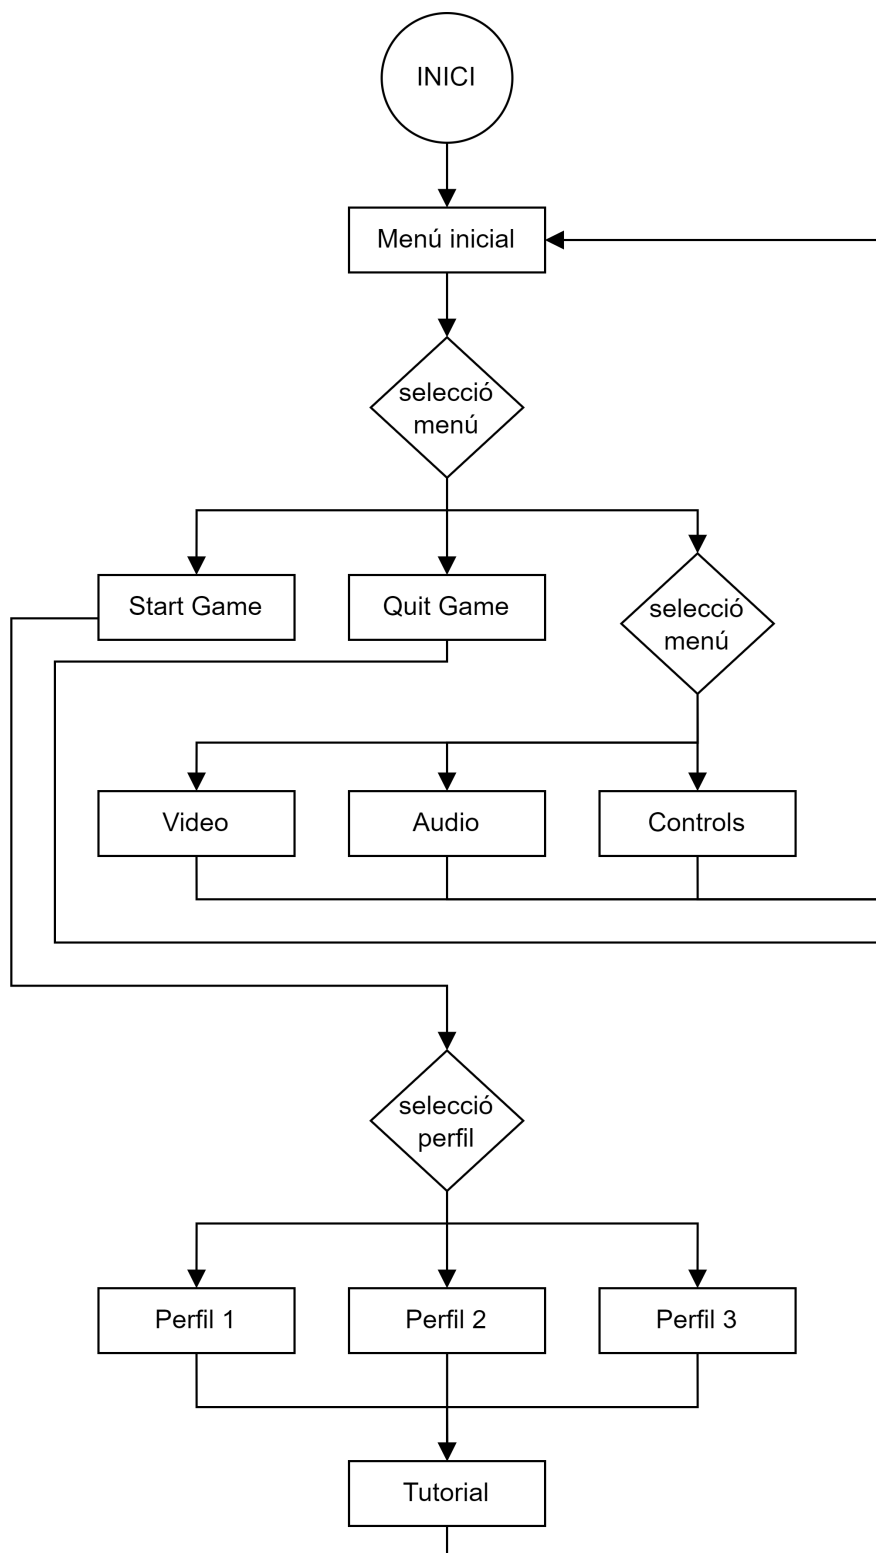 INICI
Menú inicial
selecció
menú
Start Game
Quit Game
selecció
menú
Video
Audio
Controls
selecció
perfil
Perfil 1
Perfil 2
Perfil 3
Tutorial